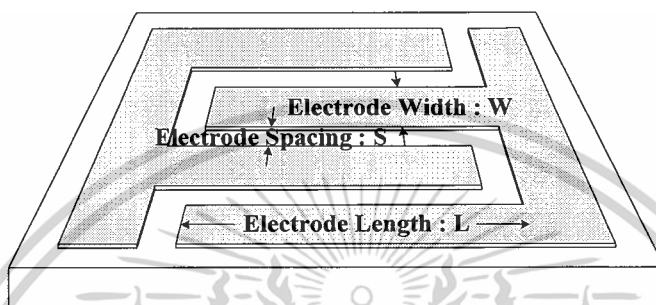 Electrode Width : W
Electrode Spacing : S
Electrode Length : L